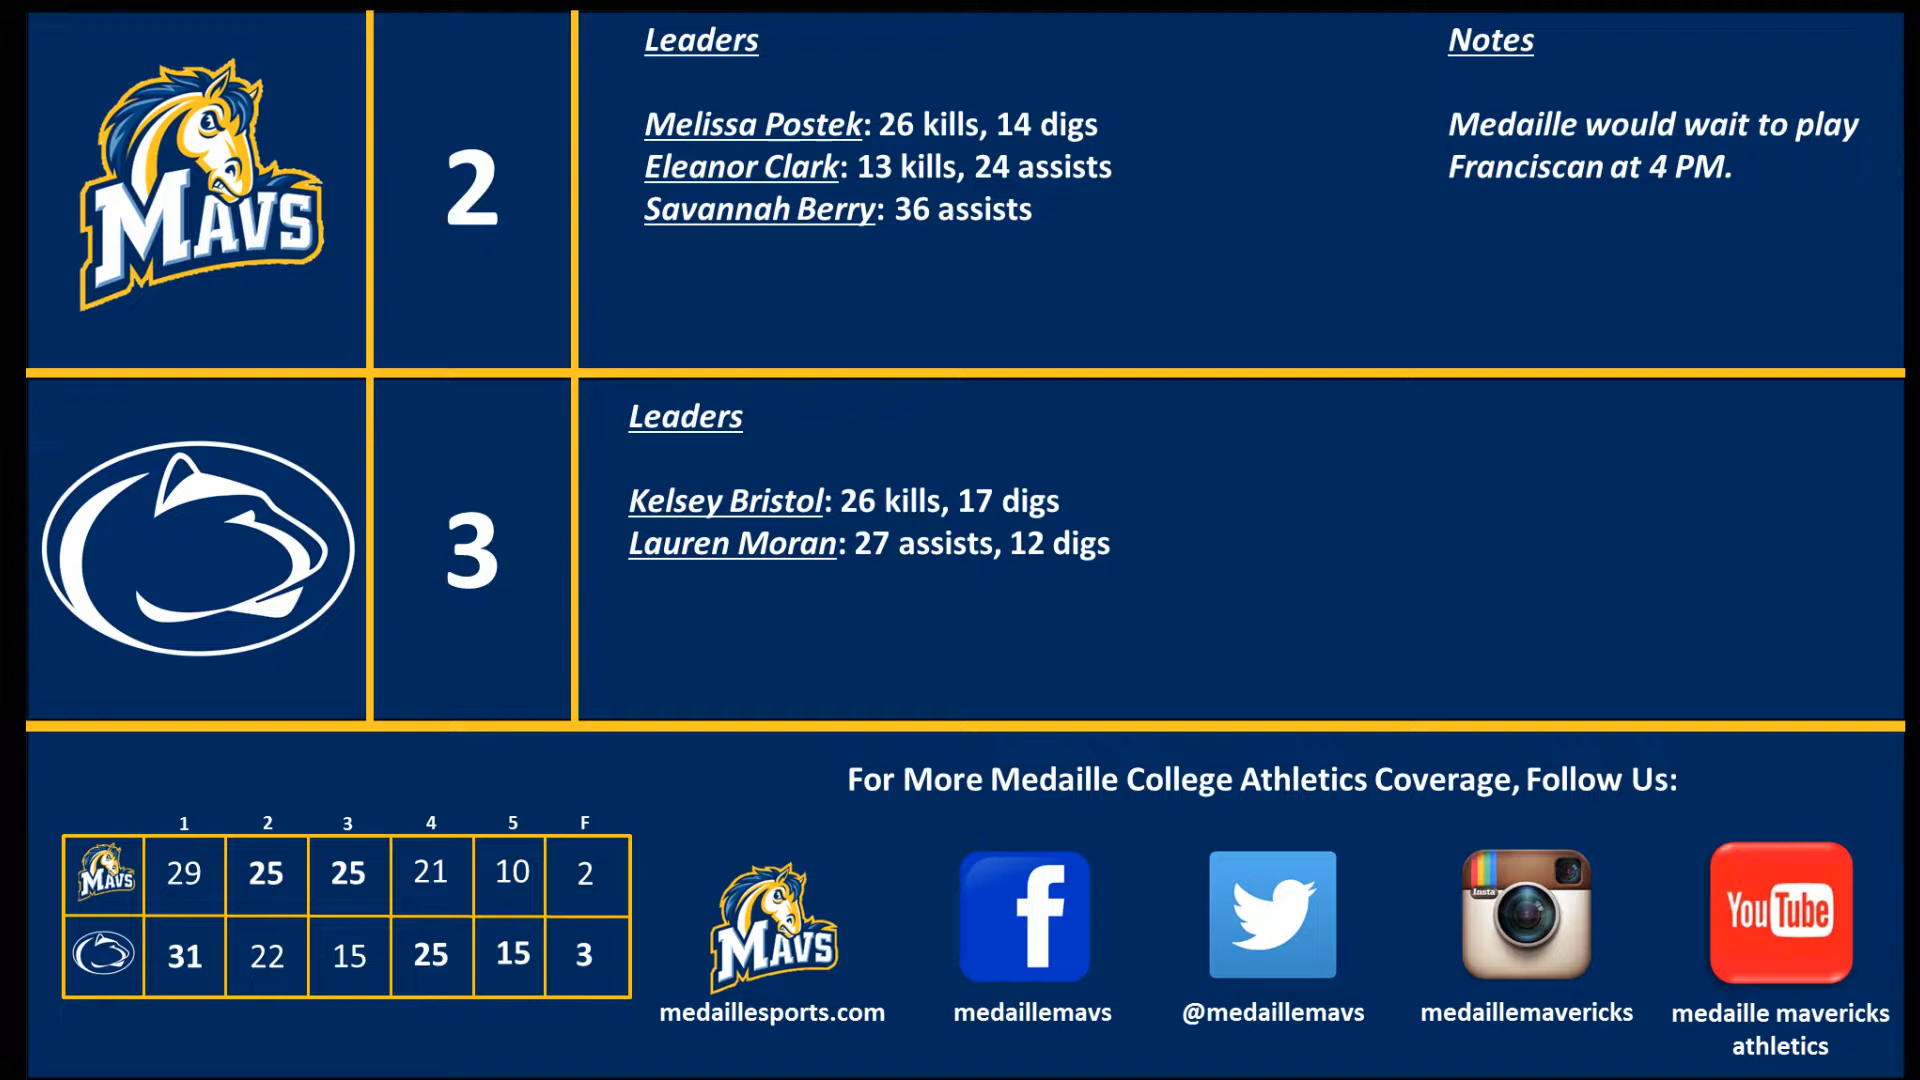 Leaders
Notes
Melissa Postek: 26 kills, 14 digs
Eleanor Clark: 13 kills, 24 assists
Savannah Berry: 36 assists
Medaille would wait to play
Franciscan at 4 PM.
MAVS
2
Leaders
Kelsey Bristol: 26 kills, 17 digs
Lauren Moran: 27 assists, 12 digs
3
For More Medaille College Athletics Coverage, Follow Us:
1 2 3 4 5 F
MAVS 29 25 25 21 10 2
31 22 15 25 15 3
MAVS
f
Insta
YouTube
medaillesports.com
medaillemavs
@medaillemavs
medaillemavericks
medaille mavericks
athletics